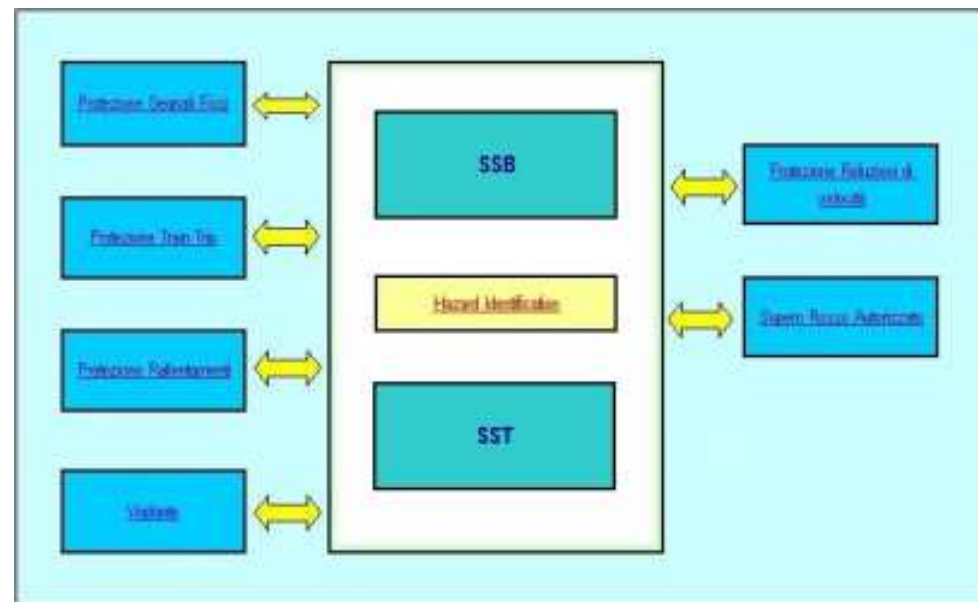 Protezione Segnali Fissi
Protezione Train Trip
Protezione Rallentamenti
Vigilante
SSB
Hazard Identification
SST
Protezione Riduzioni di
velocità
Supero Rosso Autorizzato